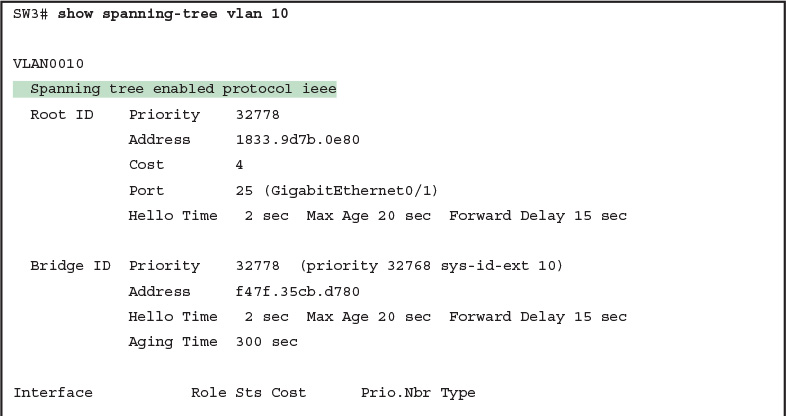 SW3# show spanning-tree vlan 10
VLAN0010
Spanning tree enabled protocol ieee
Root ID Priority 32778
Address 1833.9d7b.0e80
Cost 4
Port 25 (GigabitEthernet0/1)
Hello Time 2 sec Max Age 20 sec Forward Delay 15 sec
Bridge ID Priority 32778 (priority 32768 sys-id-ext 10)
Address f47f.35cb.d780
Hello Time 2 sec Max Age 20 sec Forward Delay 15 sec
Aging Time 300 sec
Interface Role Sts Cost Prio.Nbr Type